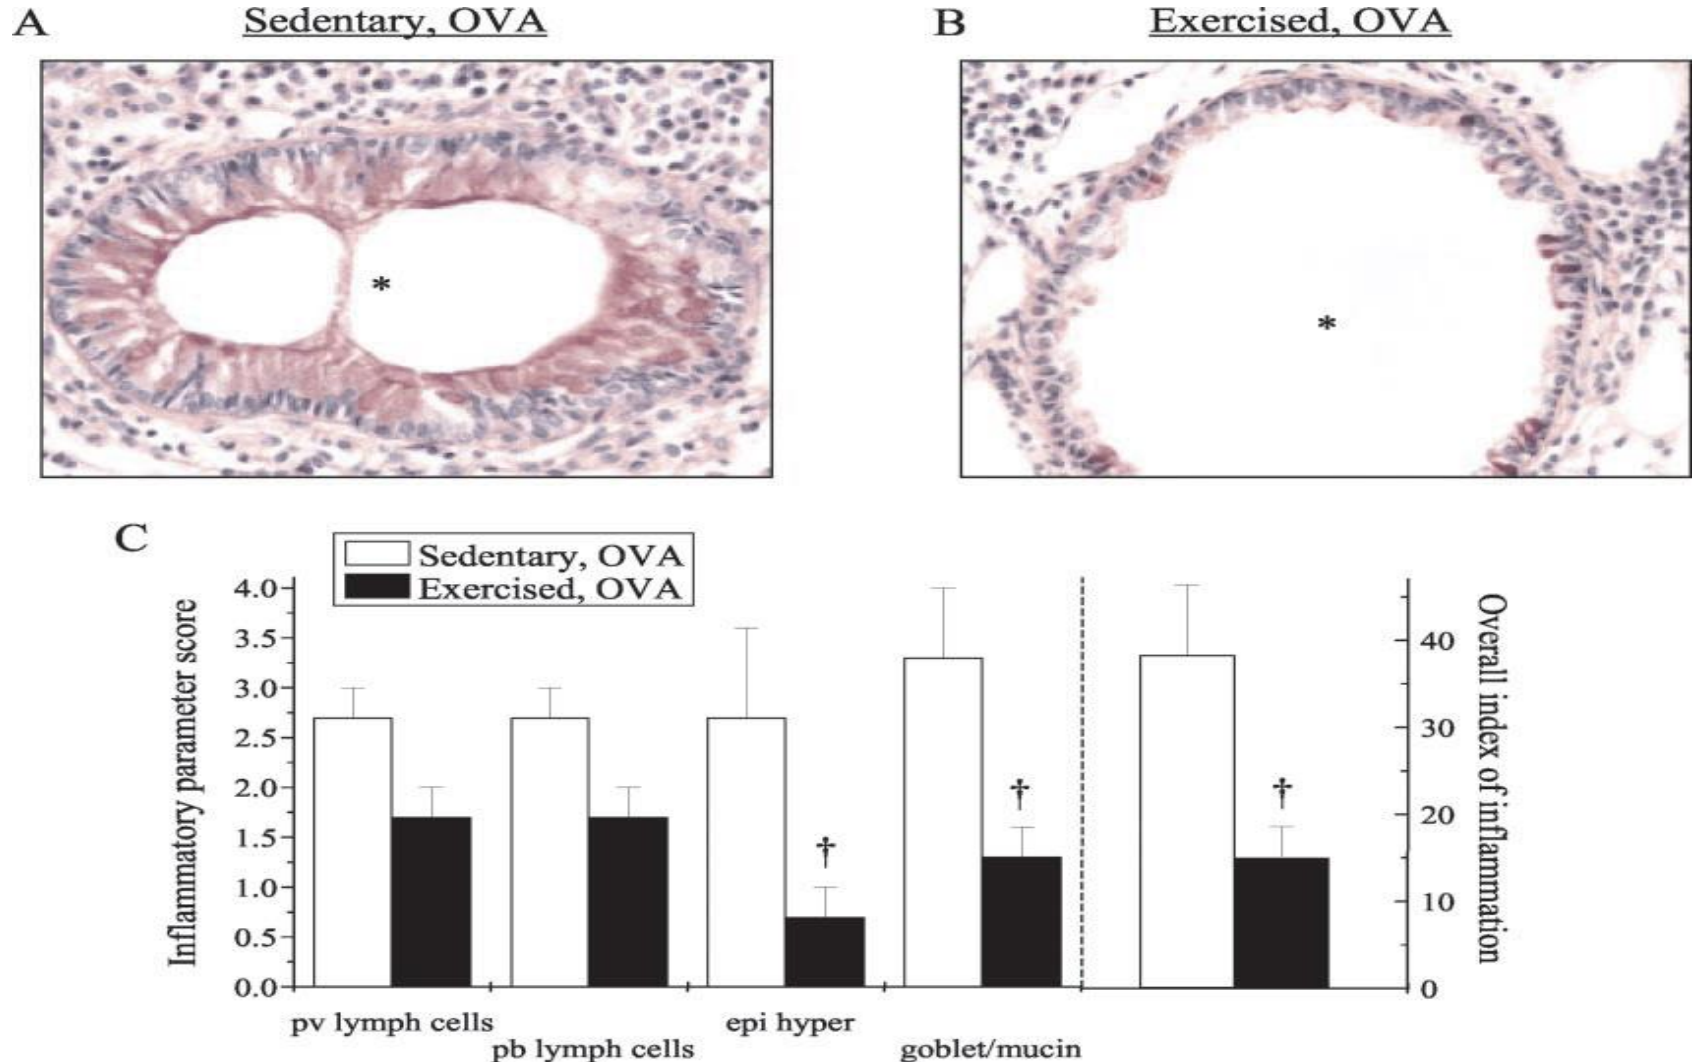 A
Sedentary, OVA
B
Exercised, OVA
*
*
C
Sedentary, OVA
Exercised, OVA
Inflammatory parameter score
4.0
3.5
3.0
2.5
2.0
1.5
1.0
0.5
0.0
†
†
†
40
30
20
10
0
Overall index of inflammation
pv lymph cells
pb lymph cells
epi hyper
goblet/mucin